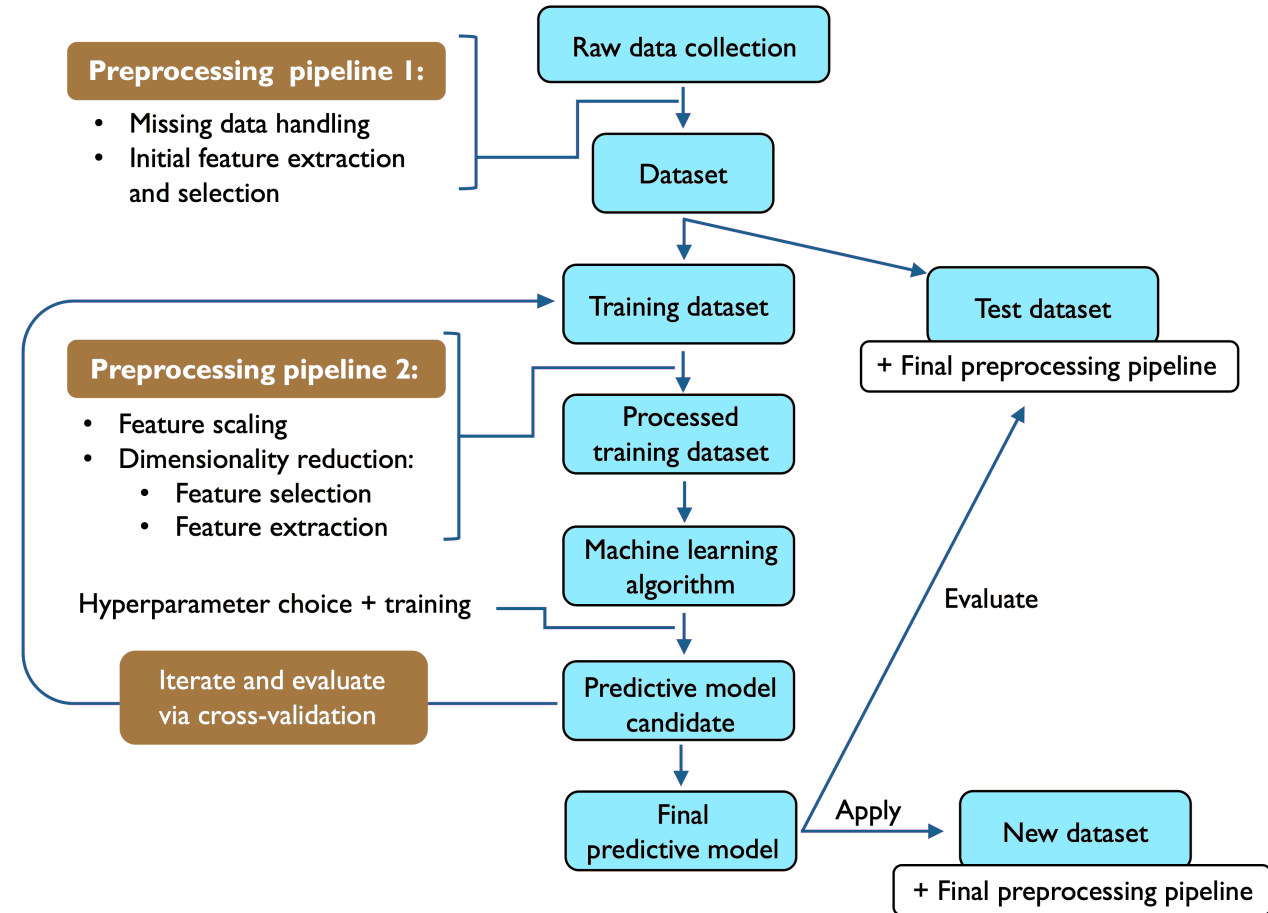 Raw data collection
Preprocessing pipeline 1:
• Missing data handling
• Initial feature extraction
and selection
Dataset
Training dataset
Test dataset
+ Final preprocessing pipeline
Preprocessing pipeline 2:
• Feature scaling
• Dimensionality reduction:
• Feature selection
• Feature extraction
Processed
training dataset
Machine learning
algorithm
Hyperparameter choice + training
Evaluate
Iterate and evaluate
via cross-validation
Predictive model
candidate
Final
predictive model
Apply
New dataset
+ Final preprocessing pipeline